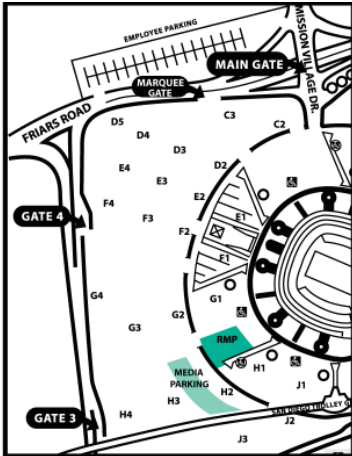 EMPLOYEE PARKING
MISSION VILLAGE DR.
MAIN GATE
MARQUEE
GATE
FRIARS ROAD
C3
D5
C2
D4
D3
D2
E4
E3
E2
F4
E1
F3
F2
GATE 4
F1
G4
G1
G2
G3
RMP
MEDIA
PARKING
H1
J1
H2
H3
SAN DIEGO TROLLEY
H4
GATE 3
J2
J3